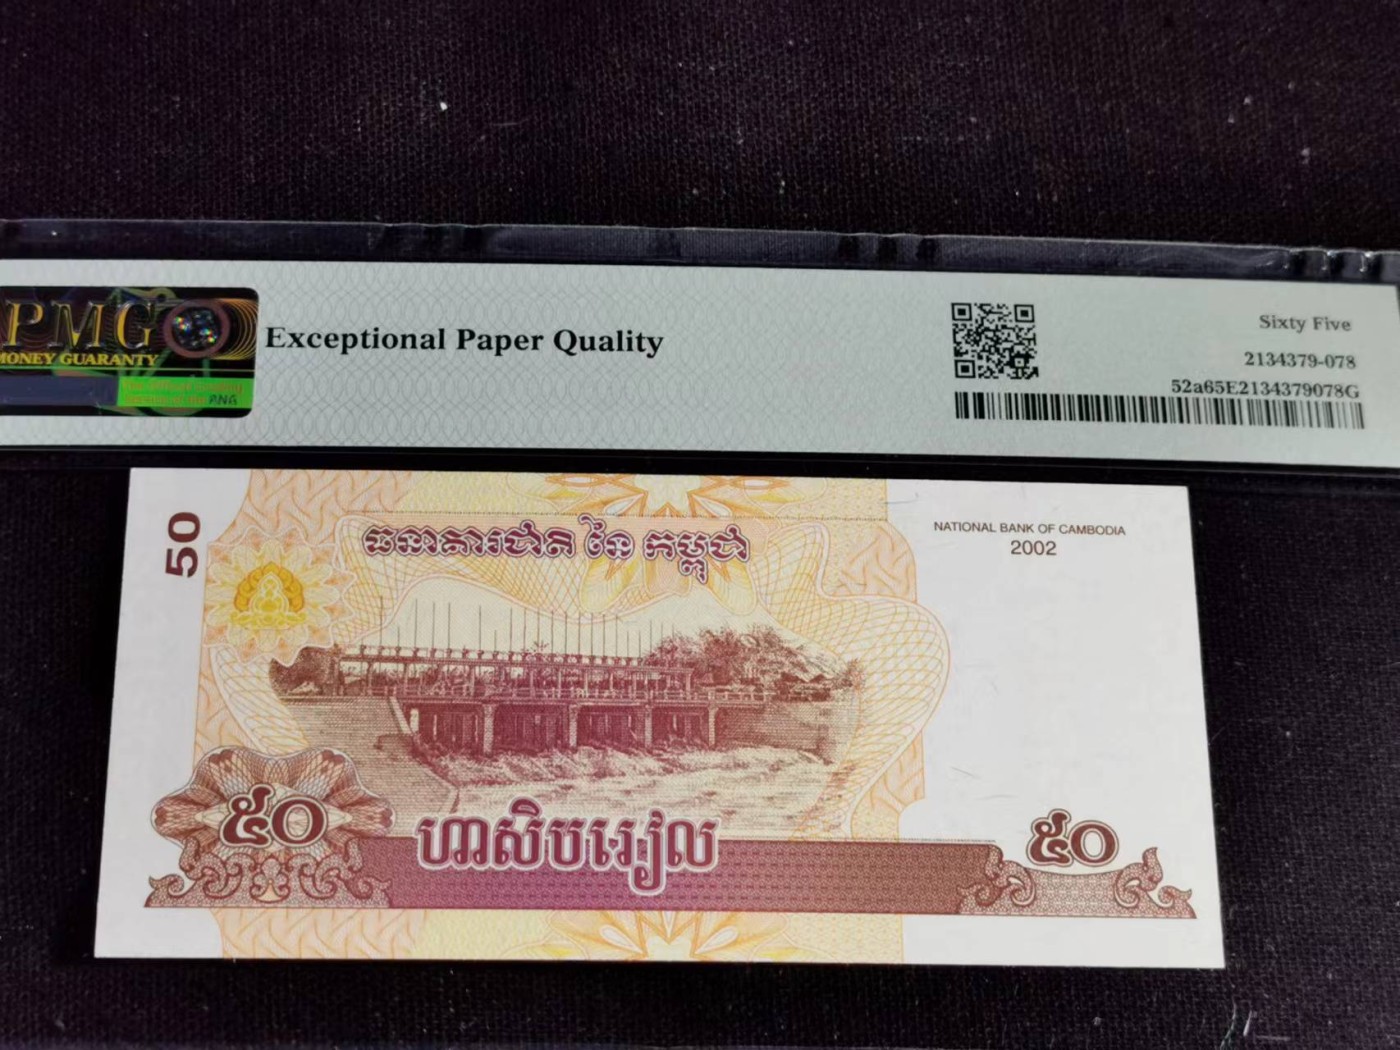 PMG
MONEY GUARANTY
Exceptional Paper Quality
Sixty Five
2134379-078
52a65E2134379078G
50
ធនាគារជាតិ នៃ កម្ពុជា
NATIONAL BANK OF CAMBODIA
2002
៥០
ហាសិបរៀល
៥០